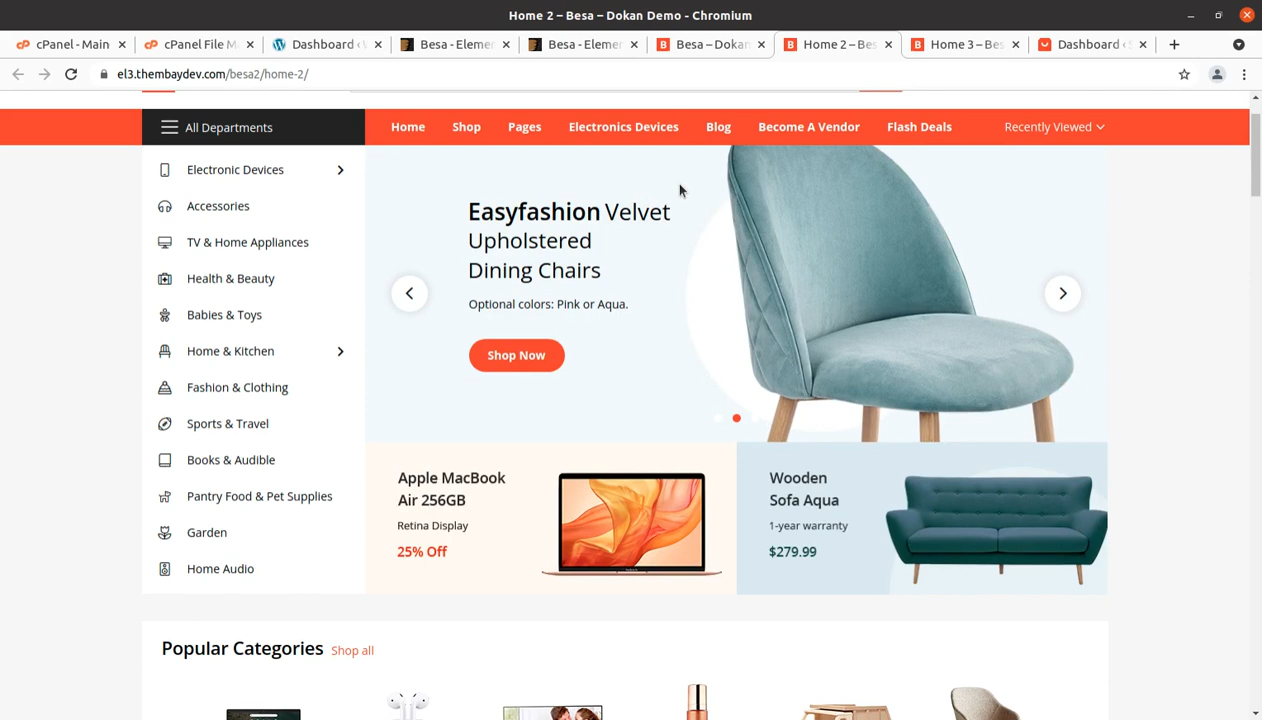 Home 2 – Besa – Dokan Demo - Chromium
cPanel - Main
cPanel File M
Dashboard ‹ W
Besa - Elemen
Besa - Elemen
Besa – Dokan
Home 2 – Bes
Home 3 – Bes
Dashboard ‹ S
el3.thembaydev.com/besa2/home-2/
All Departments
Home
Shop
Pages
Electronics Devices
Blog
Become A Vendor
Flash Deals
Recently Viewed
Electronic Devices
Accessories
TV & Home Appliances
Health & Beauty
Babies & Toys
Home & Kitchen
Fashion & Clothing
Sports & Travel
Books & Audible
Pantry Food & Pet Supplies
Garden
Home Audio
Easyfashion Velvet
Upholstered
Dining Chairs
Optional colors: Pink or Aqua.
Shop Now
Apple MacBook
Air 256GB
Retina Display
25% Off
Wooden
Sofa Aqua
1-year warranty
$279.99
Popular Categories Shop all